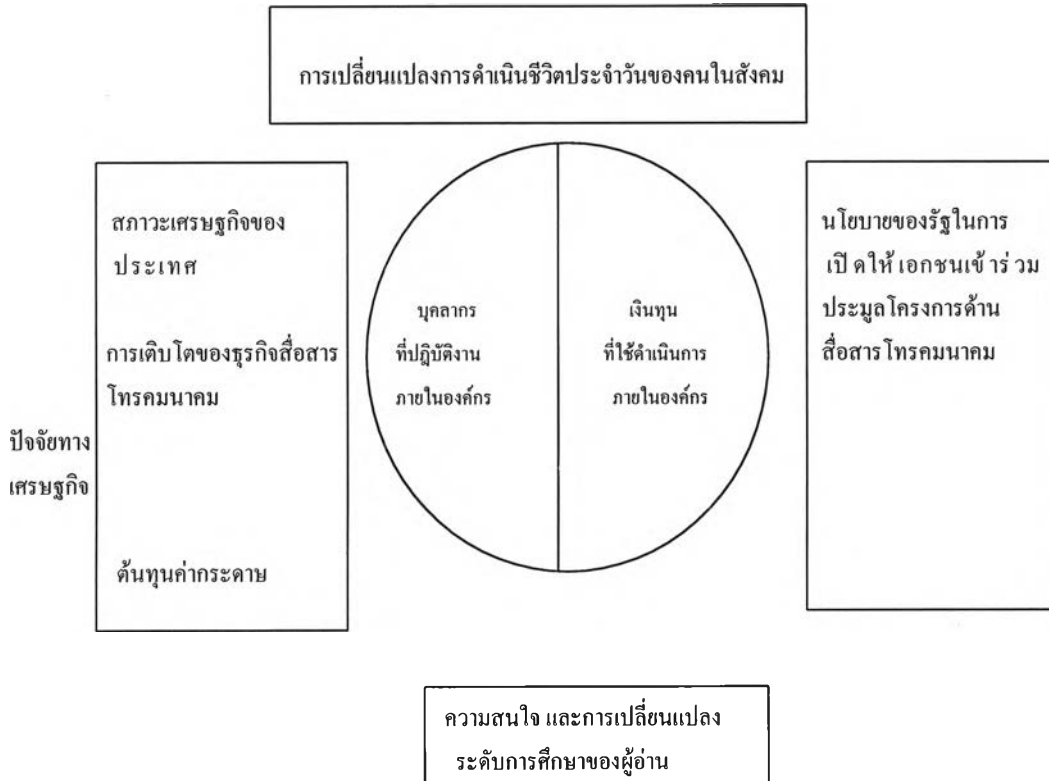 การเปลี่ยนแปลงการดำเนินชีวิตประจำวันของคนในสังคม
สภาวะเศรษฐกิจของ
ประเทศ
การเติบโตของธุรกิจสื่อสาร
โทรคมนาคม
ปัจจัยทาง
เศรษฐกิจ
ต้นทุนค่ากระดาษ
บุคลากร
ที่ปฏิบัติงาน
ภายในองค์กร
เงินทุน
ที่ใช้ดำเนินการ
ภายในองค์กร
นโยบายของรัฐในการ
เปิดให้เอกชนเข้าร่วม
ประมูลโครงการด้าน
สื่อสารโทรคมนาคม
ความสนใจ และการเปลี่ยนแปลง
ระดับการศึกษาของผู้อ่าน